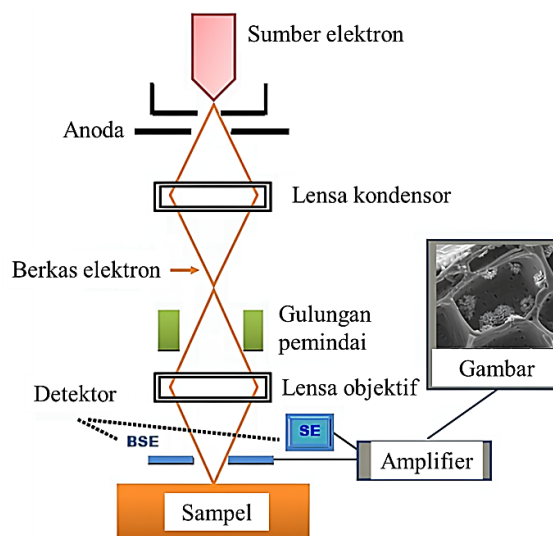 Sumber elektron
Anoda
Lensa kondensor
Berkas elektron
Gulungan
pemindai
Gambar
Detektor
Lensa objektif
BSE
SE
Amplifier
Sampel